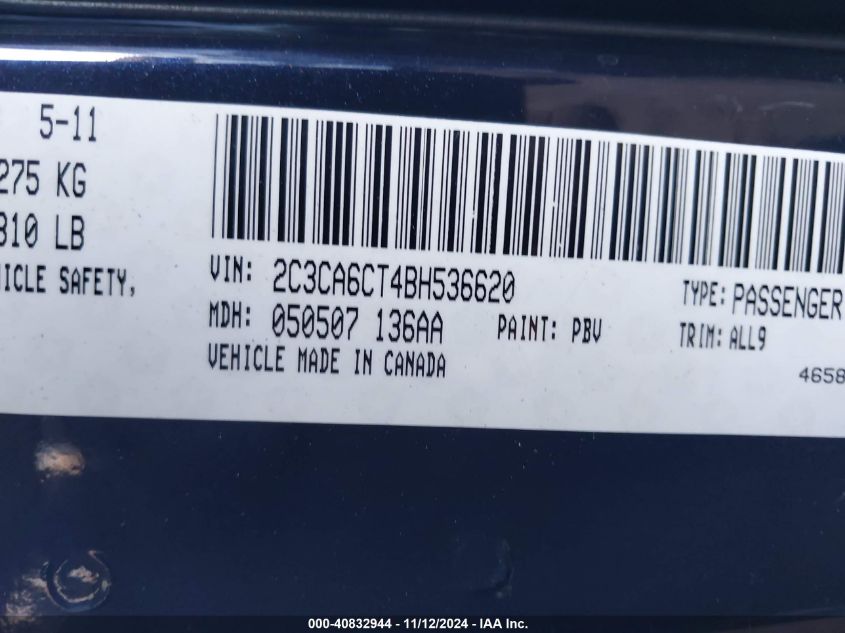 5-11
275 KG
810 LB
HICLE SAFETY,
VIN: 2C3CA6CT4BH536620
TYPE: PASSENGER
MDH: 050507 136AA
PAINT: PBV
TRIM: ALL9
VEHICLE MADE IN CANADA
4658
000-40832944 - 11/12/2024 - IAA Inc.